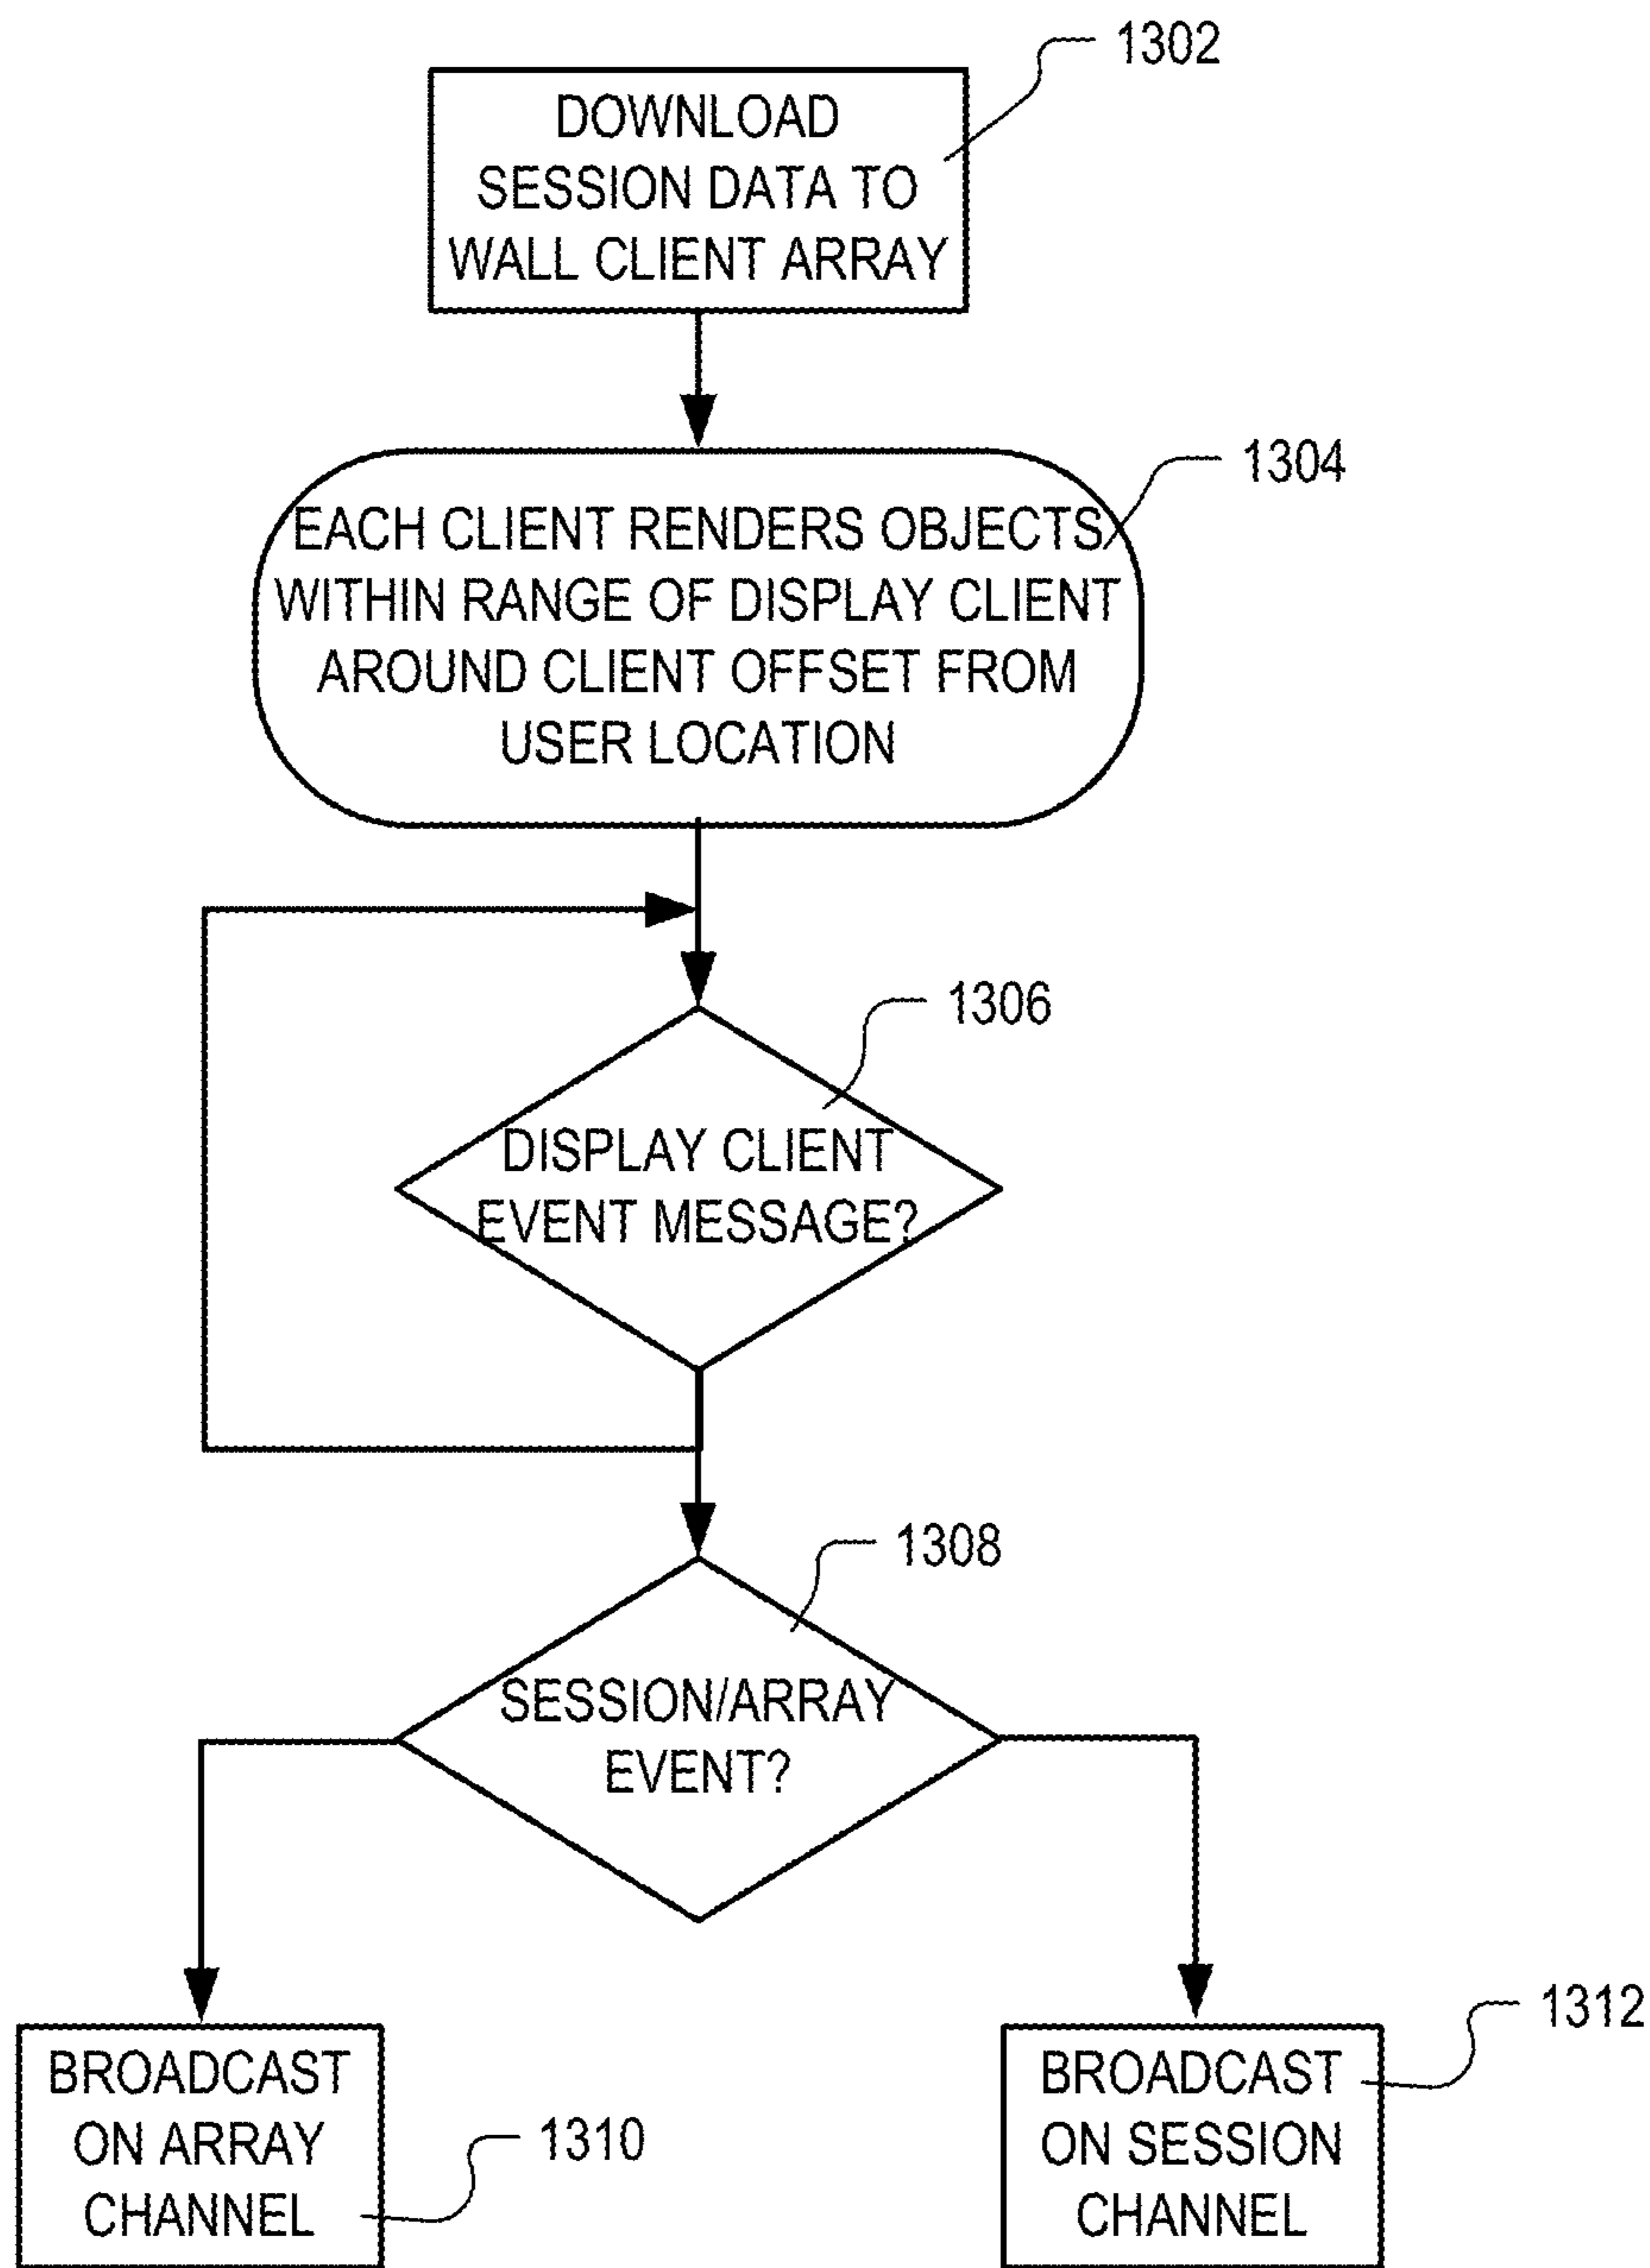 1302
DOWNLOAD
SESSION DATA TO
WALL CLIENT ARRAY
1304
EACH CLIENT RENDERS OBJECTS
WITHIN RANGE OF DISPLAY CLIENT
AROUND CLIENT OFFSET FROM
USER LOCATION
1306
DISPLAY CLIENT
EVENT MESSAGE?
1308
SESSION/ARRAY
EVENT?
BROADCAST
ON ARRAY
CHANNEL
1310
1312
BROADCAST
ON SESSION
CHANNEL